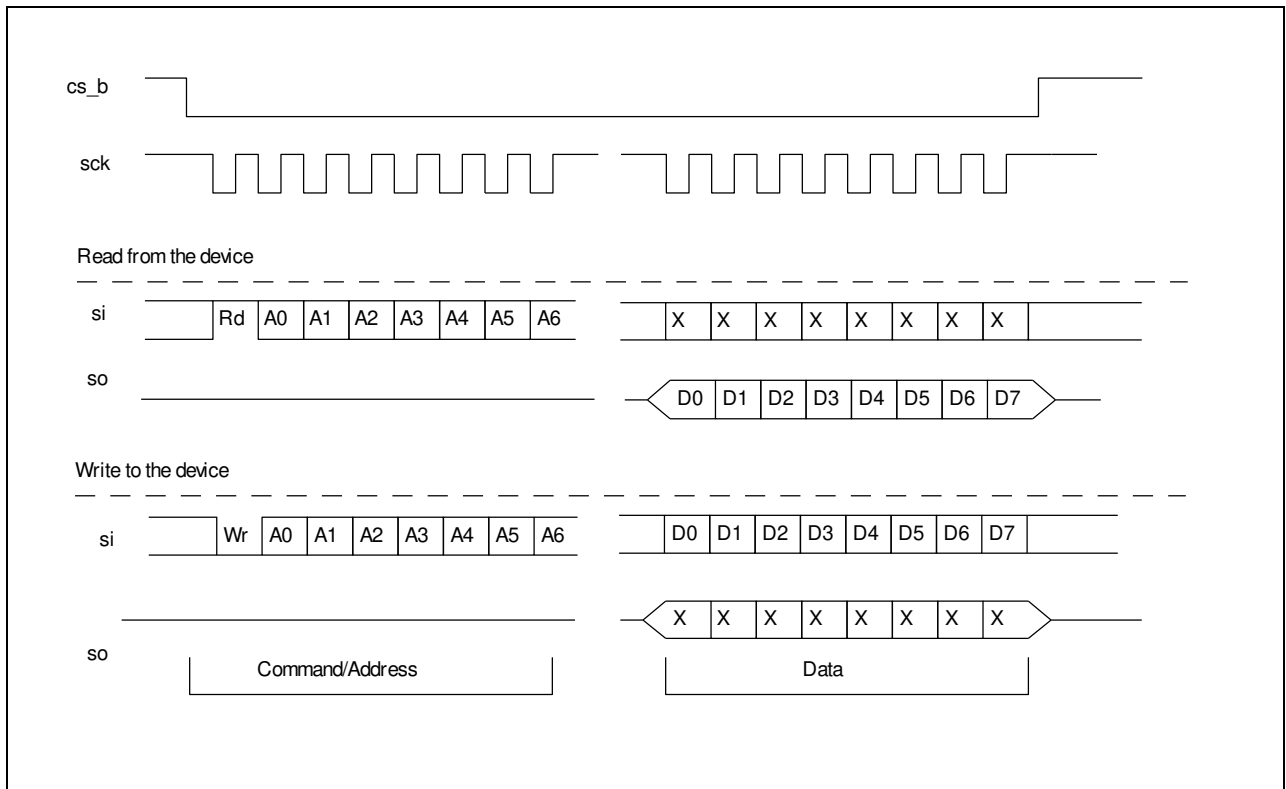 cs_b
sck
Read from the device
si Rd A0 A1 A2 A3 A4 A5 A6 X X X X X X X X
so D0 D1 D2 D3 D4 D5 D6 D7
Write to the device
si Wr A0 A1 A2 A3 A4 A5 A6 D0 D1 D2 D3 D4 D5 D6 D7
so X X X X X X X X
Command/Address Data